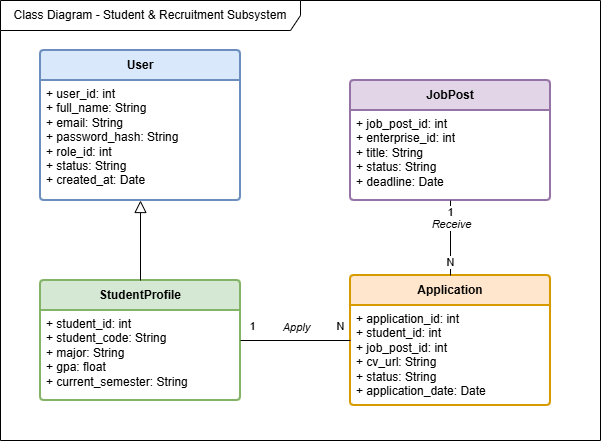 Class Diagram - Student & Recruitment Subsystem
User
+ user_id: int
+ full_name: String
+ email: String
+ password_hash: String
+ role_id: int
+ status: String
+ created_at: Date
JobPost
+ job_post_id: int
+ enterprise_id: int
+ title: String
+ status: String
+ deadline: Date
1
Receive
N
StudentProfile
+ student_id: int
+ student_code: String
+ major: String
+ gpa: float
+ current_semester: String
1 Apply N
Application
+ application_id: int
+ student_id: int
+ job_post_id: int
+ cv_url: String
+ status: String
+ application_date: Date